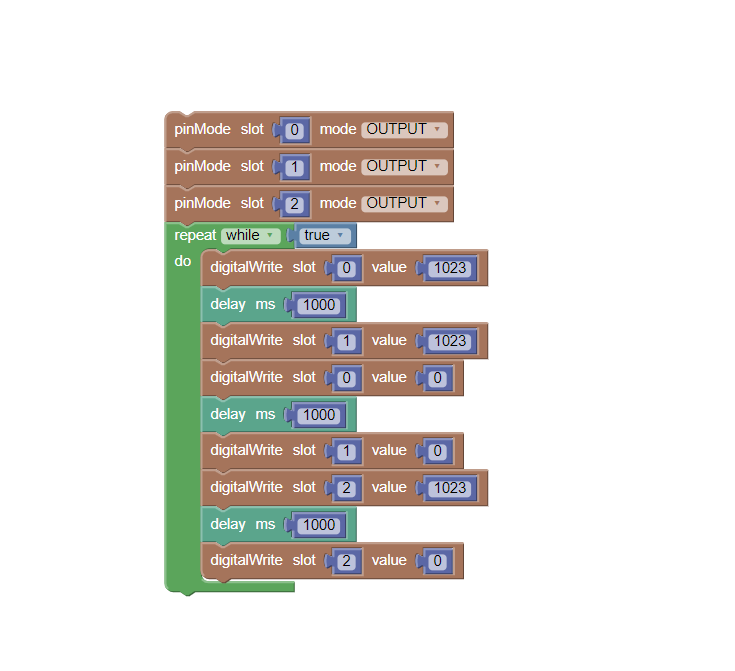 pinMode slot 0 mode OUTPUT
pinMode slot 1 mode OUTPUT
pinMode slot 2 mode OUTPUT
repeat while true
do
digitalWrite slot 0 value 1023
delay ms 1000
digitalWrite slot 1 value 1023
digitalWrite slot 0 value 0
delay ms 1000
digitalWrite slot 1 value 0
digitalWrite slot 2 value 1023
delay ms 1000
digitalWrite slot 2 value 0